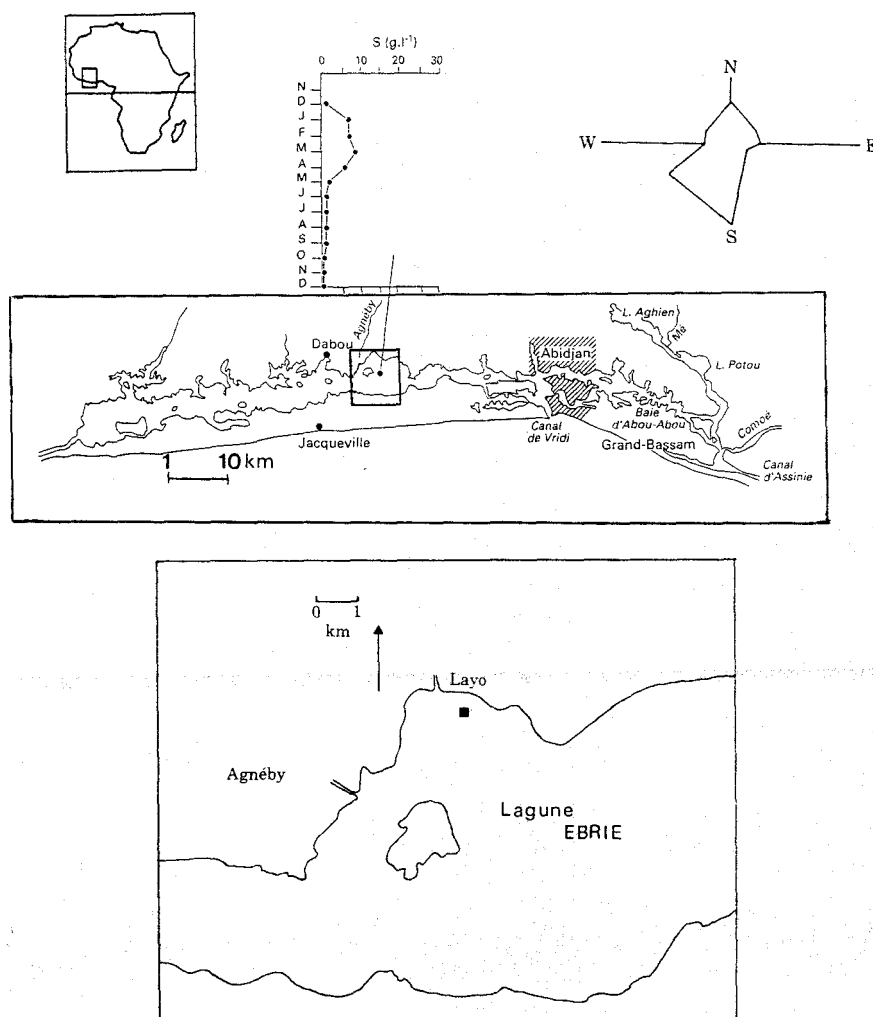 S (g.l⁻¹)
0 10 20 30
N
D
J
F
M
A
M
J
J
A
S
O
N
D
N
W
E
S
L. Aghien
Mé
Agnéby
Dabou
Abidjan
L. Potou
Baie
d'Abou-Abou
Comoé
Jacqueville
Canal
de Vridi
Grand-Bassam
Canal
d'Assinie
1 10 km
0 1
km
Layo
Agnéby
Lagune
EBRIE